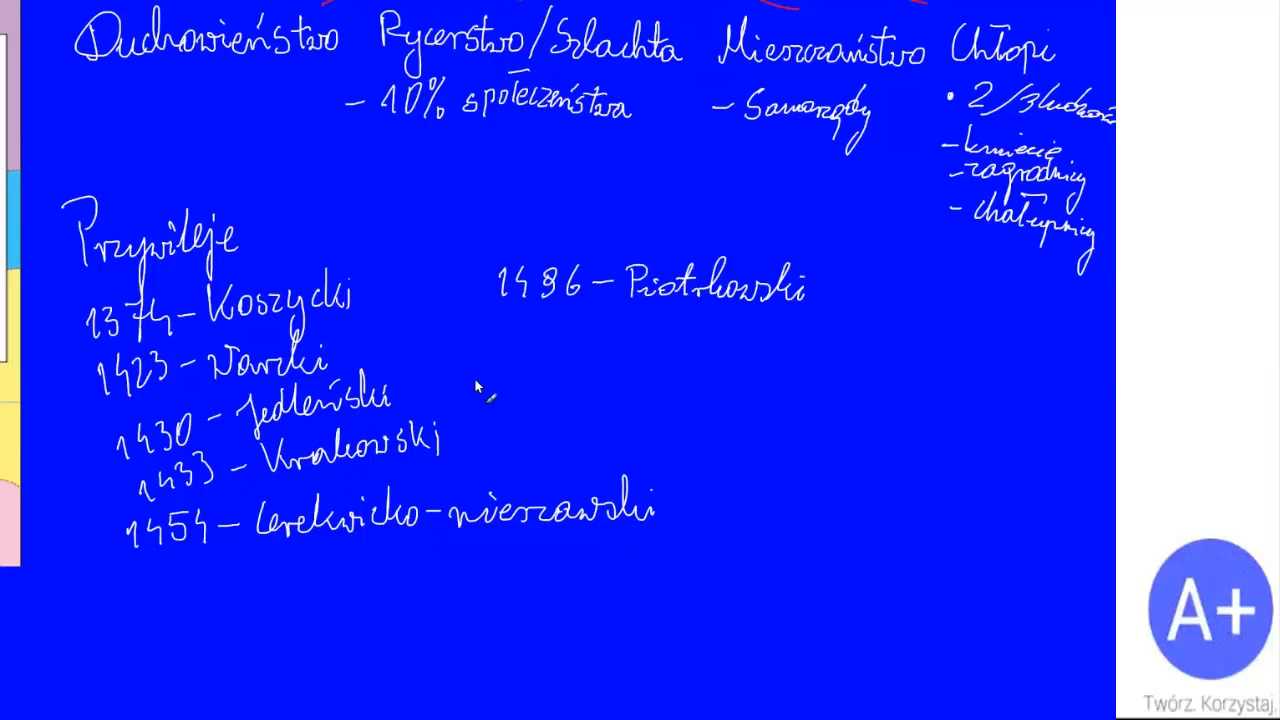 Duchowieństwo Rycerstwo/Szlachta Mieszczaństwo Chłopi
- 10% społeczeństwa
- Samorządy
• 2/3 ludności
- kmiecie
- zagrodnicy
- chałupnicy
Przywileje
1374 - Koszycki
1423 - Warcki
1430 - Jedleński
1433 - Krakowski
1454 - Cerekwicko-nieszawski
1496 - Piotrkowski
A+
Twórz. Korzystaj.